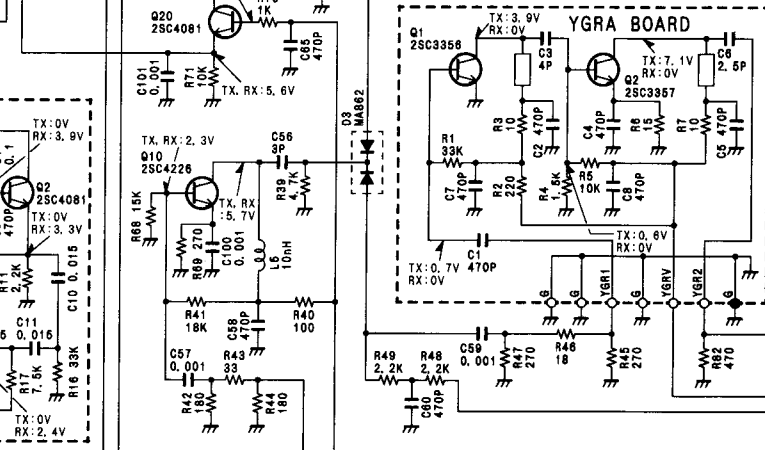 Q20
2SC4081
1K
C65
470P
C101
0.001
R71
10K
TX, RX:5, 6V
TX:0V
RX:3, 9V
0.1
Q2
2SC4081
470P
TX:0V
RX:3, 3V
R11
2, 2K
C10 0, 015
C11
0, 015
R17
7, 5K
R16 33K
TX:0V
RX:2, 4V
TX, RX:2, 3V
Q10
2SC4226
C56
3P
D3
MA862
R68 15K
R69 270
C100
0, 001
TX, RX
:5, 7V
L5
10nH
R39
4, 7K
R41
18K
C58
470P
R40
100
C57
0, 001
R43
33
R42
180
R44
180
YGRA BOARD
TX:3, 9V
RX:0V
Q1
2SC3356
C3
4P
TX:7, 1V
RX:0V
C6
2, 5P
Q2
2SC3357
R3
10
C2
470P
C4
470P
R6
15
R7
10
C5
470P
R1
33K
C7
470P
R2
220
R4
1, 5K
R5
10K
C8
470P
TX:0, 6V
RX:0V
C1
470P
TX:0, 7V
RX:0V
G
G
YGR1
G
YGRV
YGR2
G
C59
0, 001
R47
270
R46
18
R45
270
R82
470
R49
2, 2K
R48
2, 2K
C60
470P